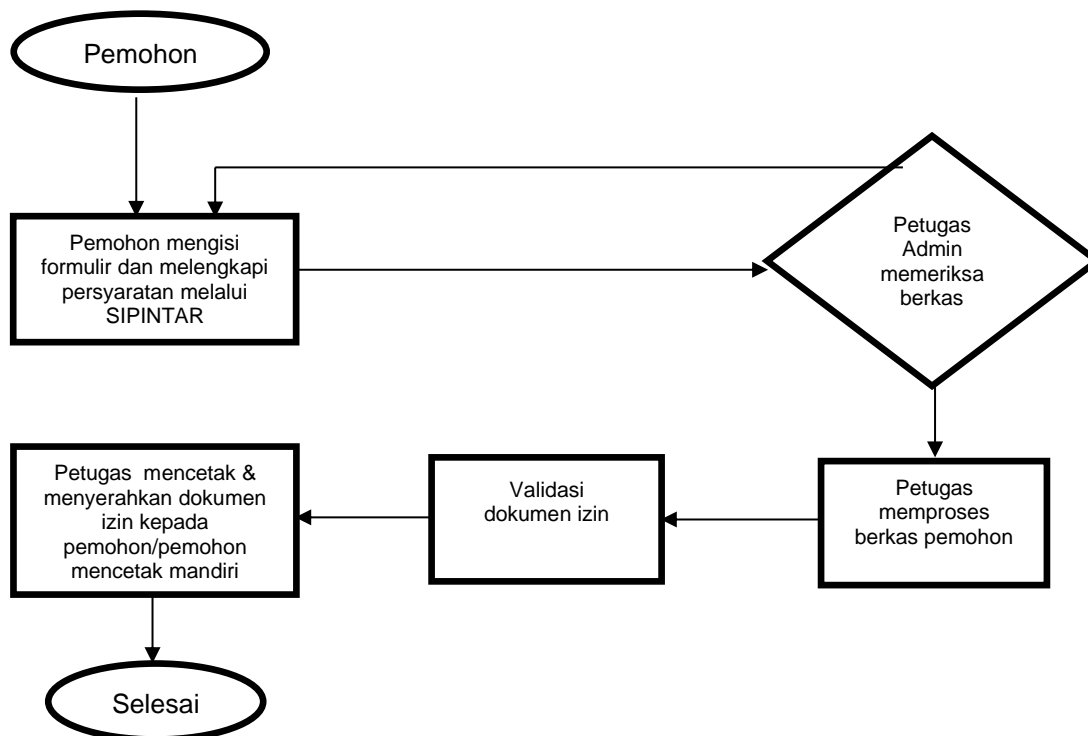 Pemohon
Pemohon mengisi
formulir dan melengkapi
persyaratan melalui
SIPINTAR
Petugas
Admin
memeriksa
berkas
Petugas
memproses
berkas pemohon
Validasi
dokumen izin
Petugas mencetak &
menyerahkan dokumen
izin kepada
pemohon/pemohon
mencetak mandiri
Selesai